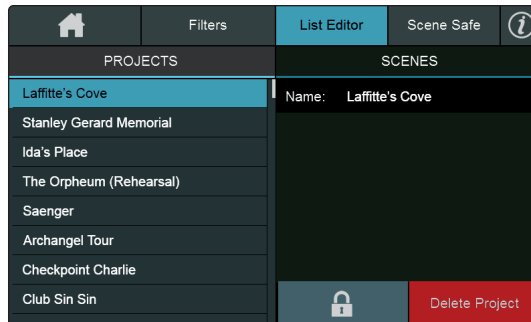 Filters
List Editor
Scene Safe
i
PROJECTS
SCENES
Laffitte's Cove
Stanley Gerard Memorial
Ida's Place
The Orpheum (Rehearsal)
Saenger
Archangel Tour
Checkpoint Charlie
Club Sin Sin
Name: Laffitte's Cove
Delete Project